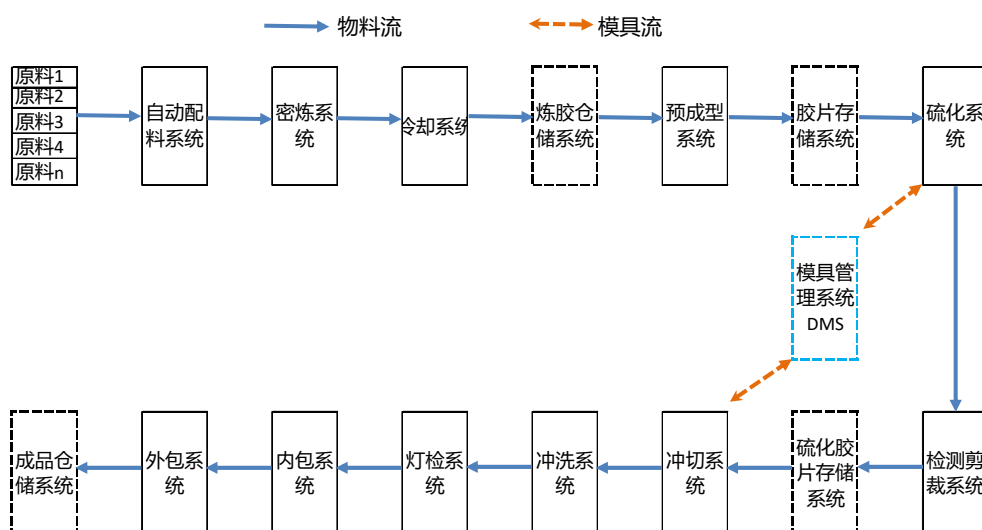 物料流
模具流
原料1
原料2
原料3
原料4
原料n
自动配
料系统
密炼系
统
冷却系统
炼胶仓
储系统
预成型
系统
胶片存
储系统
硫化系
统
模具管
理系统
DMS
成品仓
储系统
外包系
统
内包系
统
灯检系
统
冲洗系
统
冲切系
统
硫化胶
片存储
系统
检测剪
裁系统